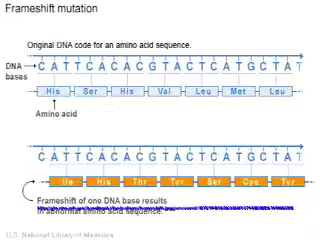 Frameshift mutation
Original DNA code for an amino acid sequence.
DNA bases
C A T T C A C A C G T A C T C A T G C T A T
His Ser His Val Leu Met Leu
Amino acid
C A T T C A C A C G T A C T C A T G C T A T
Ile His Thr Tyr Ser Cys Tyr
Frameshift of one DNA base results
in abnormal amino acid sequence.
U.S. National Library of Medicine